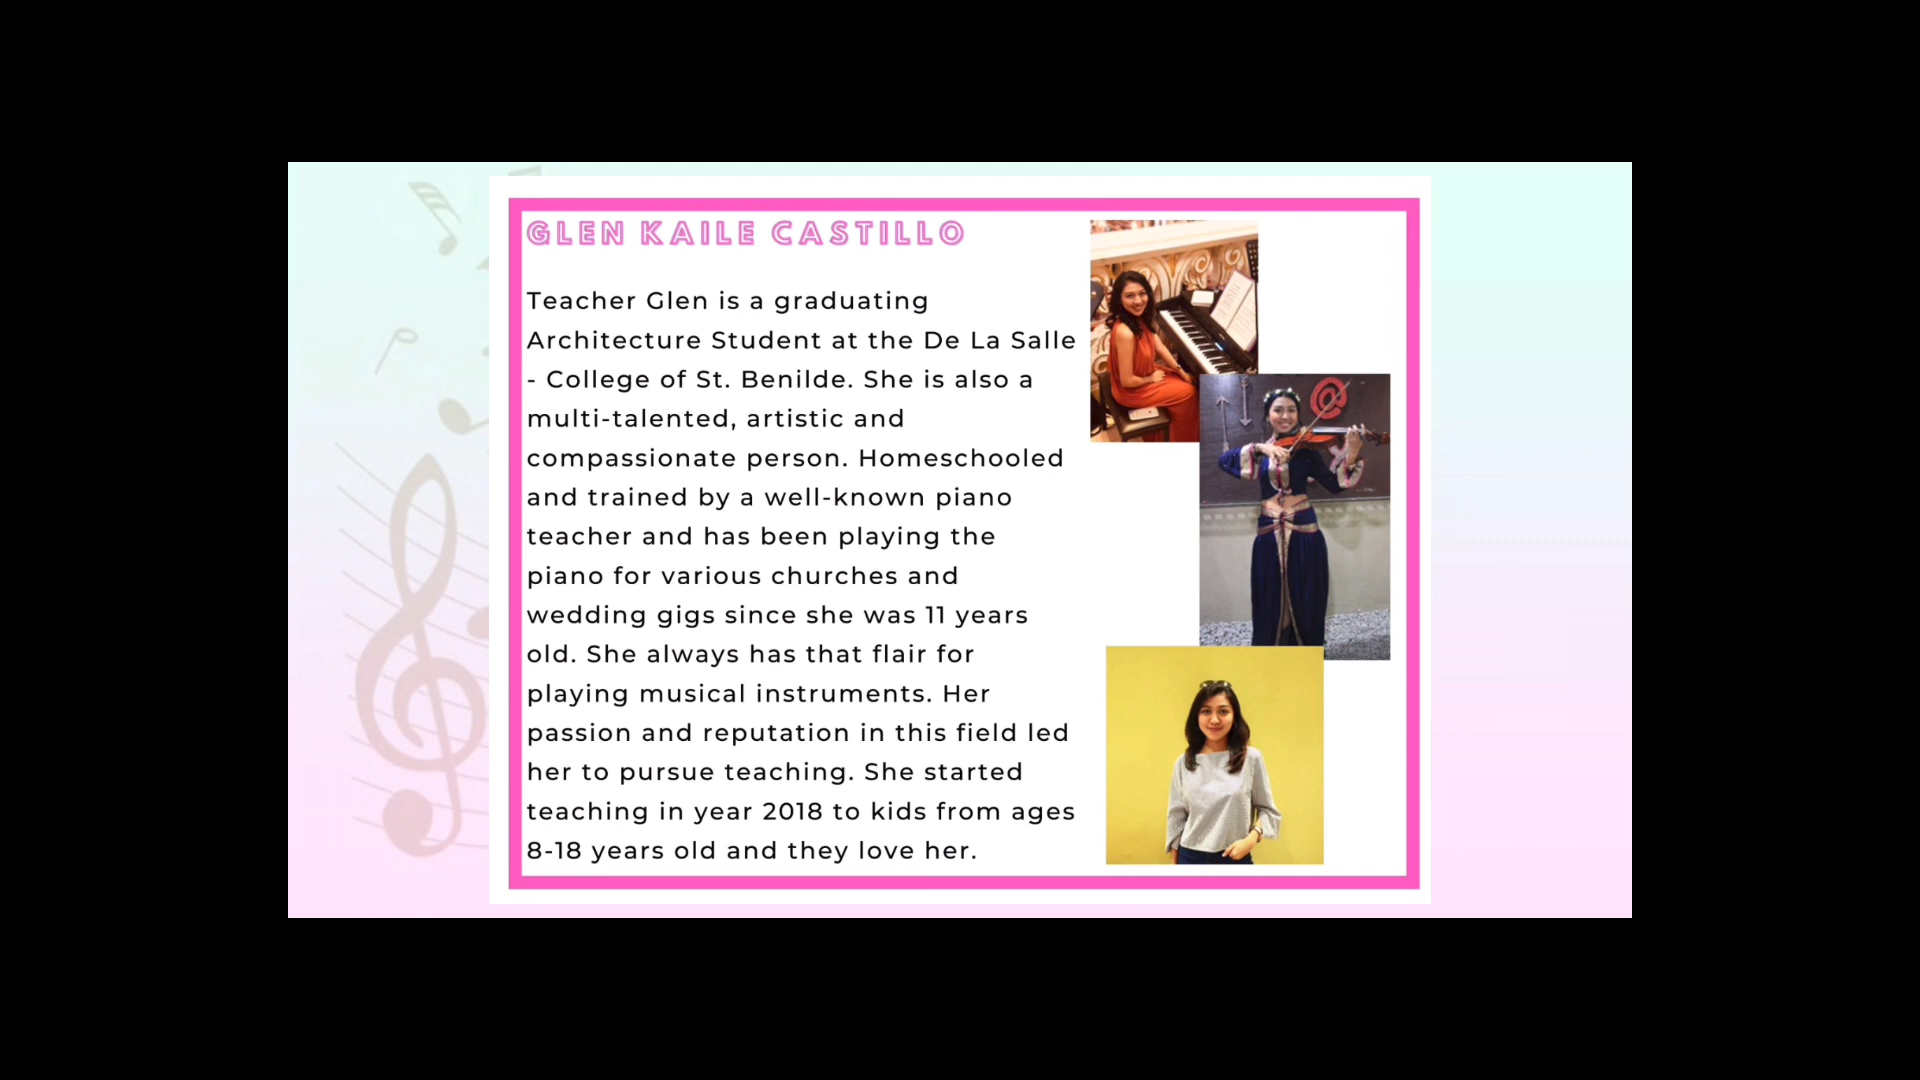 GLEN KAILE CASTILLO
Teacher Glen is a graduating
Architecture Student at the De La Salle
- College of St. Benilde. She is also a
multi-talented, artistic and
compassionate person. Homeschooled
and trained by a well-known piano
teacher and has been playing the
piano for various churches and
wedding gigs since she was 11 years
old. She always has that flair for
playing musical instruments. Her
passion and reputation in this field led
her to pursue teaching. She started
teaching in year 2018 to kids from ages
8-18 years old and they love her.